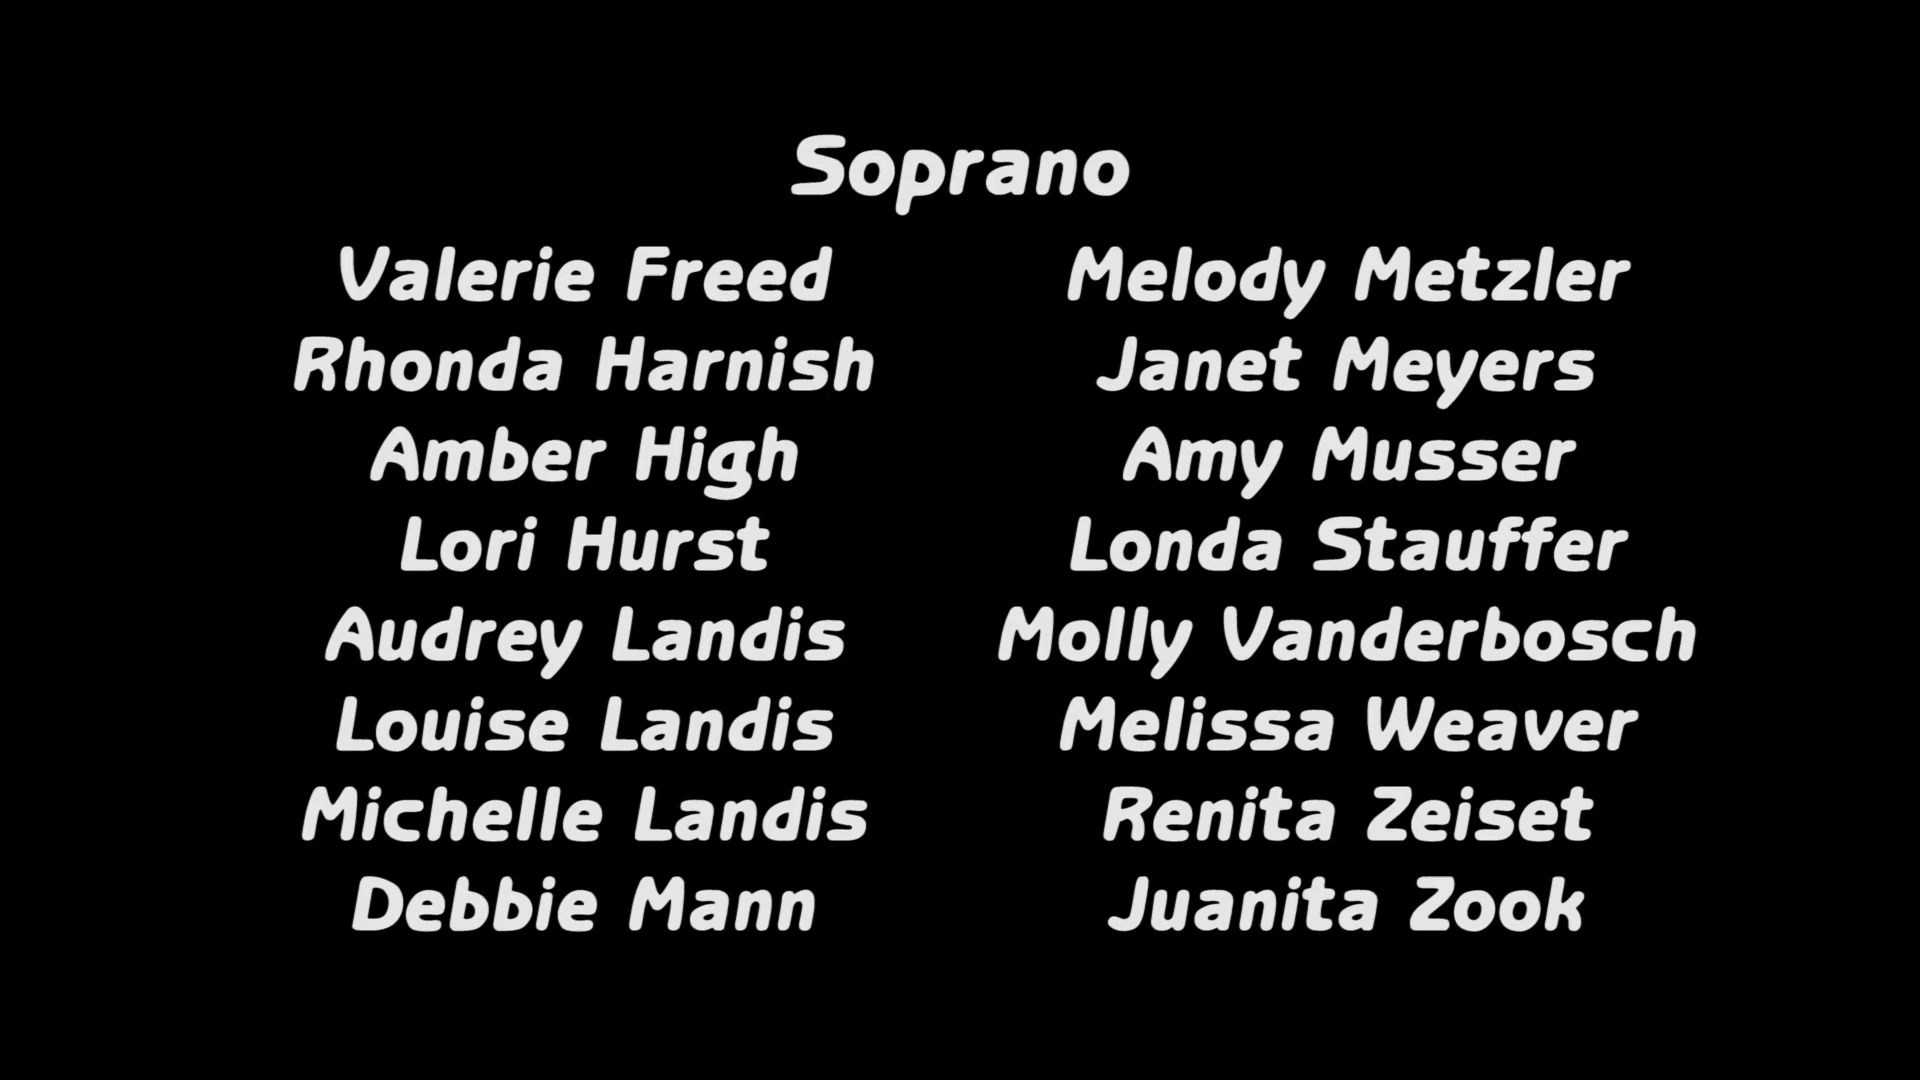 Soprano
Valerie Freed
Rhonda Harnish
Amber High
Lori Hurst
Audrey Landis
Louise Landis
Michelle Landis
Debbie Mann
Melody Metzler
Janet Meyers
Amy Musser
Londa Stauffer
Molly Vanderbosch
Melissa Weaver
Renita Zeiset
Juanita Zook